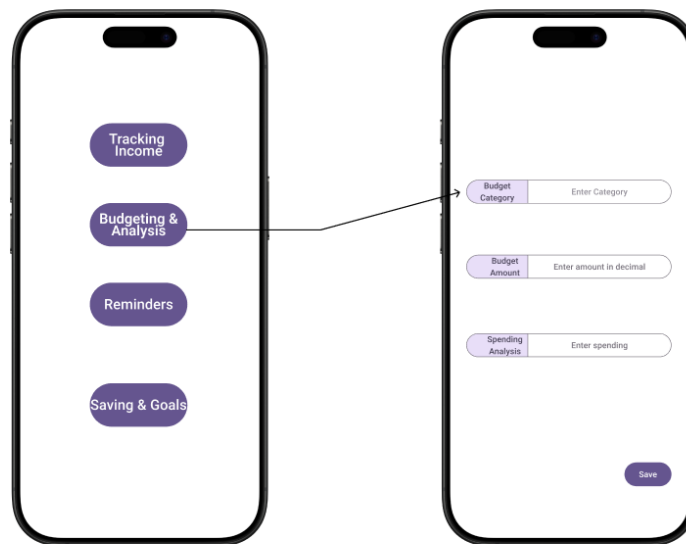 Tracking
Income
Budgeting &
Analysis
Reminders
Saving & Goals
Budget
Category
Enter Category
Budget
Amount
Enter amount in decimal
Spending
Analysis
Enter spending
Save